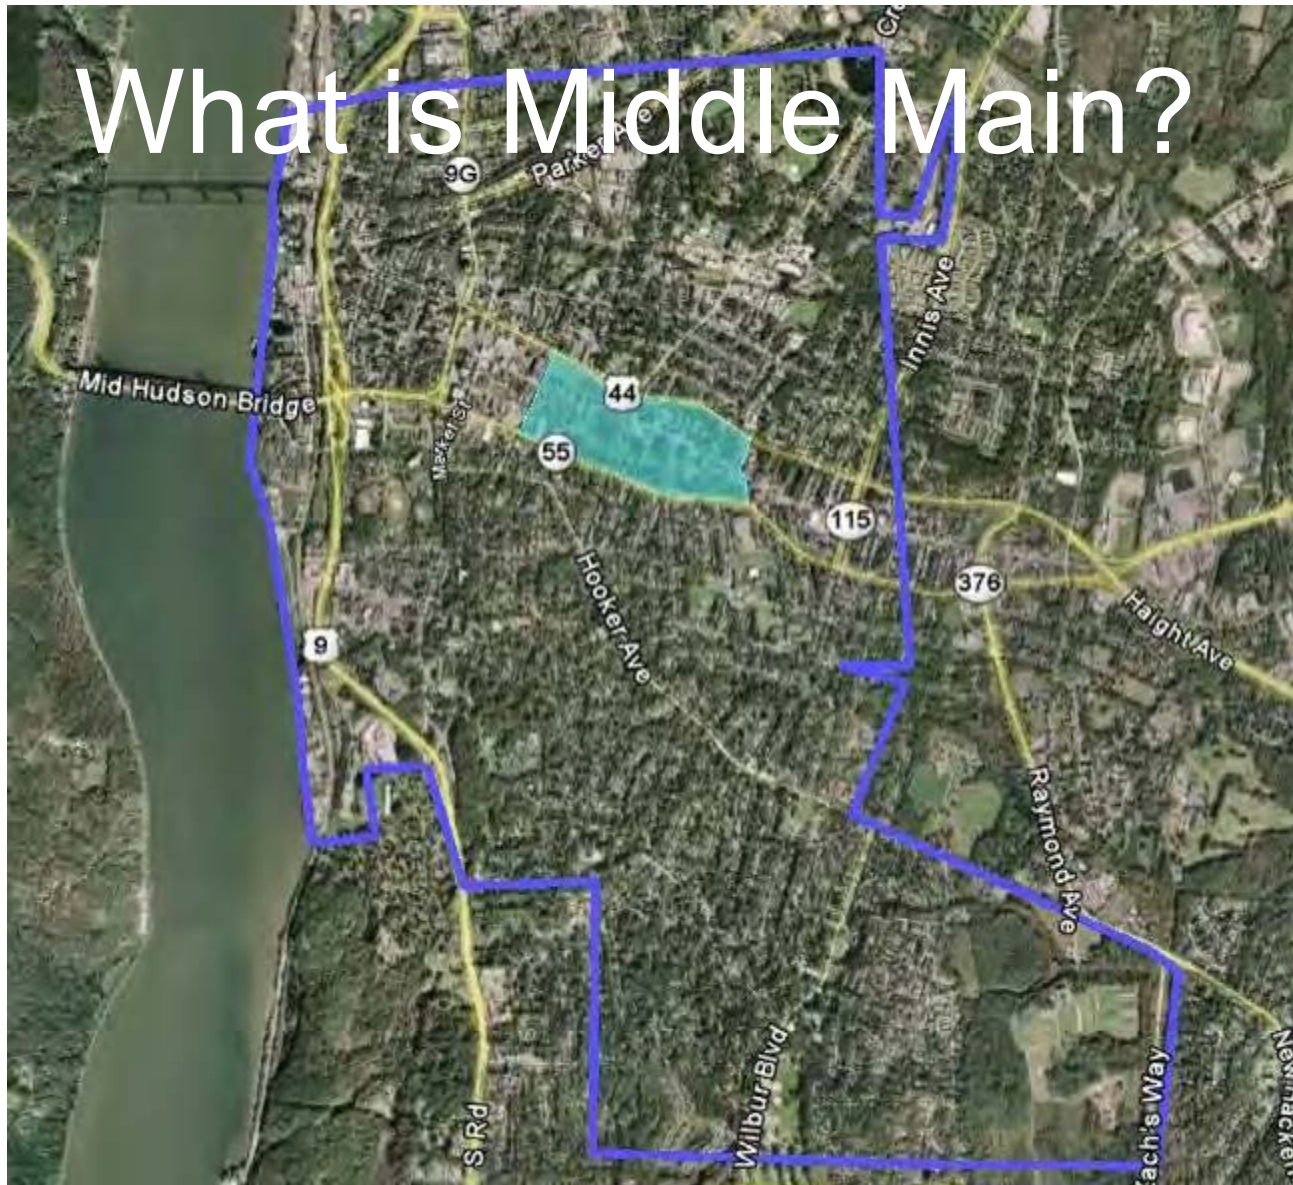 What is Middle Main?
Parker Ave
9G
Innis Ave
Mid-Hudson Bridge
44
Market St
55
115
376
Hooker Ave
Haight Ave
9
Raymond Ave
Wilbur Blvd
S Rd
Zach's Way